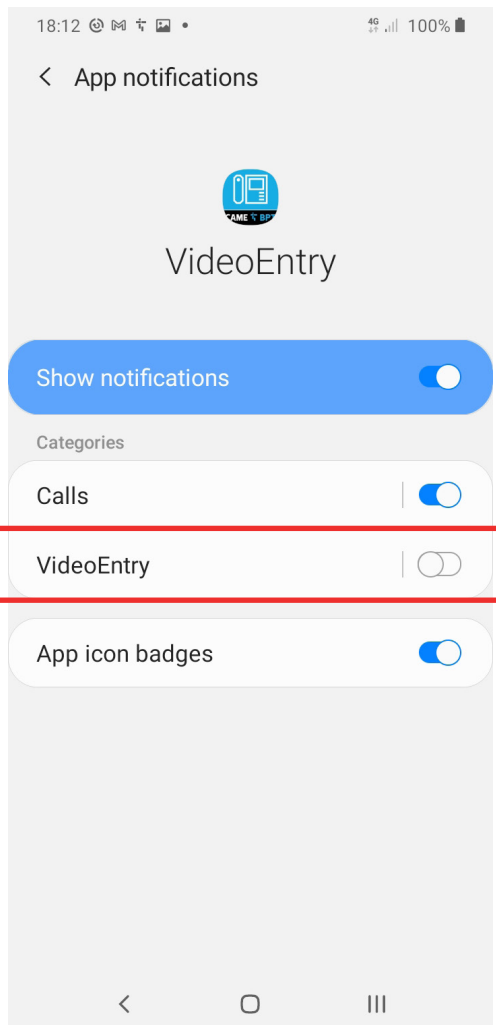 18:12 4G 100%
App notifications
CAME BPT
VideoEntry
Show notifications
Categories
Calls
VideoEntry
App icon badges